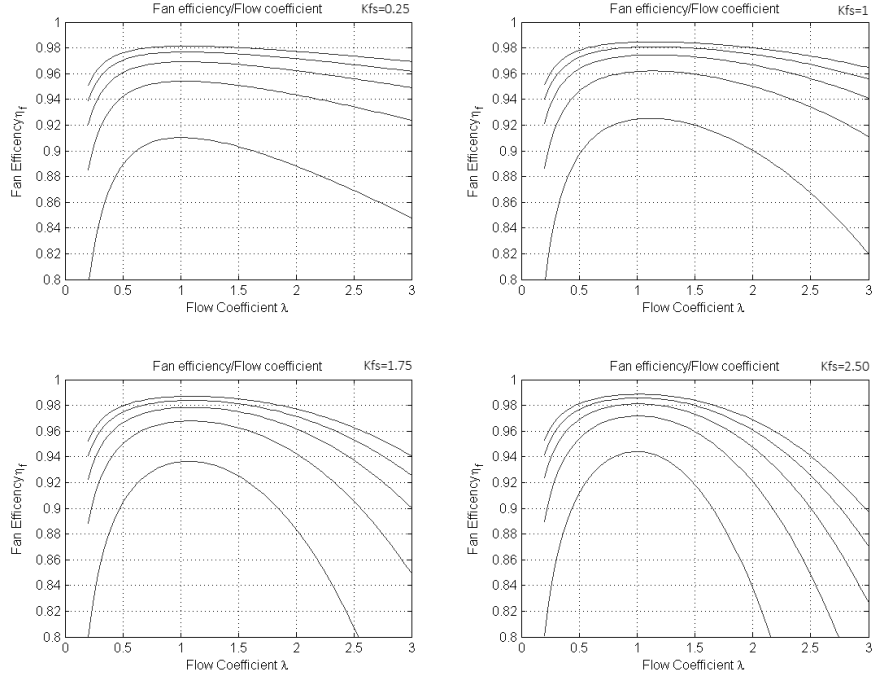 Fan efficiency/Flow coefficient Kfs=0.25
1
0.98
0.96
0.94
0.92
0.9
0.88
0.86
0.84
0.82
0.8
Fan Efficency η_f
0 0.5 1 1.5 2 2.5 3
Flow Coefficient λ
Fan efficiency/Flow coefficient Kfs=1
1
0.98
0.96
0.94
0.92
0.9
0.88
0.86
0.84
0.82
0.8
Fan Efficency η_f
0 0.5 1 1.5 2 2.5 3
Flow Coefficient λ
Fan efficiency/Flow coefficient Kfs=1.75
1
0.98
0.96
0.94
0.92
0.9
0.88
0.86
0.84
0.82
0.8
Fan Efficency η_f
0 0.5 1 1.5 2 2.5 3
Flow Coefficient λ
Fan efficiency/Flow coefficient Kfs=2.50
1
0.98
0.96
0.94
0.92
0.9
0.88
0.86
0.84
0.82
0.8
Fan Efficency η_f
0 0.5 1 1.5 2 2.5 3
Flow Coefficient λ